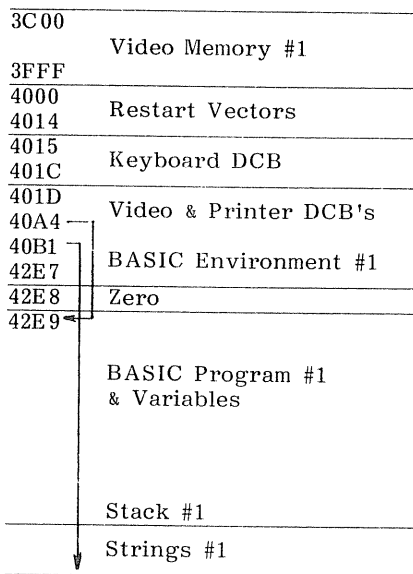 3C00
Video Memory #1
3FFF
4000
Restart Vectors
4014
4015
Keyboard DCB
401C
401D
Video & Printer DCB's
40A4
40B1
BASIC Environment #1
42E7
42E8 Zero
42E9
BASIC Program #1
& Variables
Stack #1
Strings #1